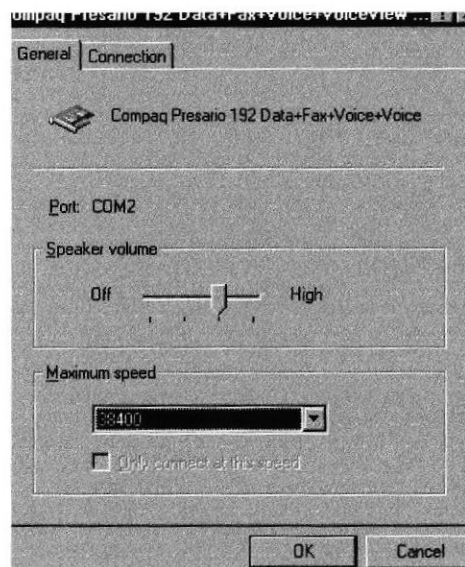 Compaq Presario 192 Data+Fax+Voice+VoiceView ...
General Connection
Compaq Presario 192 Data+Fax+Voice+Voice
Port: COM2
Speaker volume
Off High
Maximum speed
38400
Only connect at this speed
OK Cancel